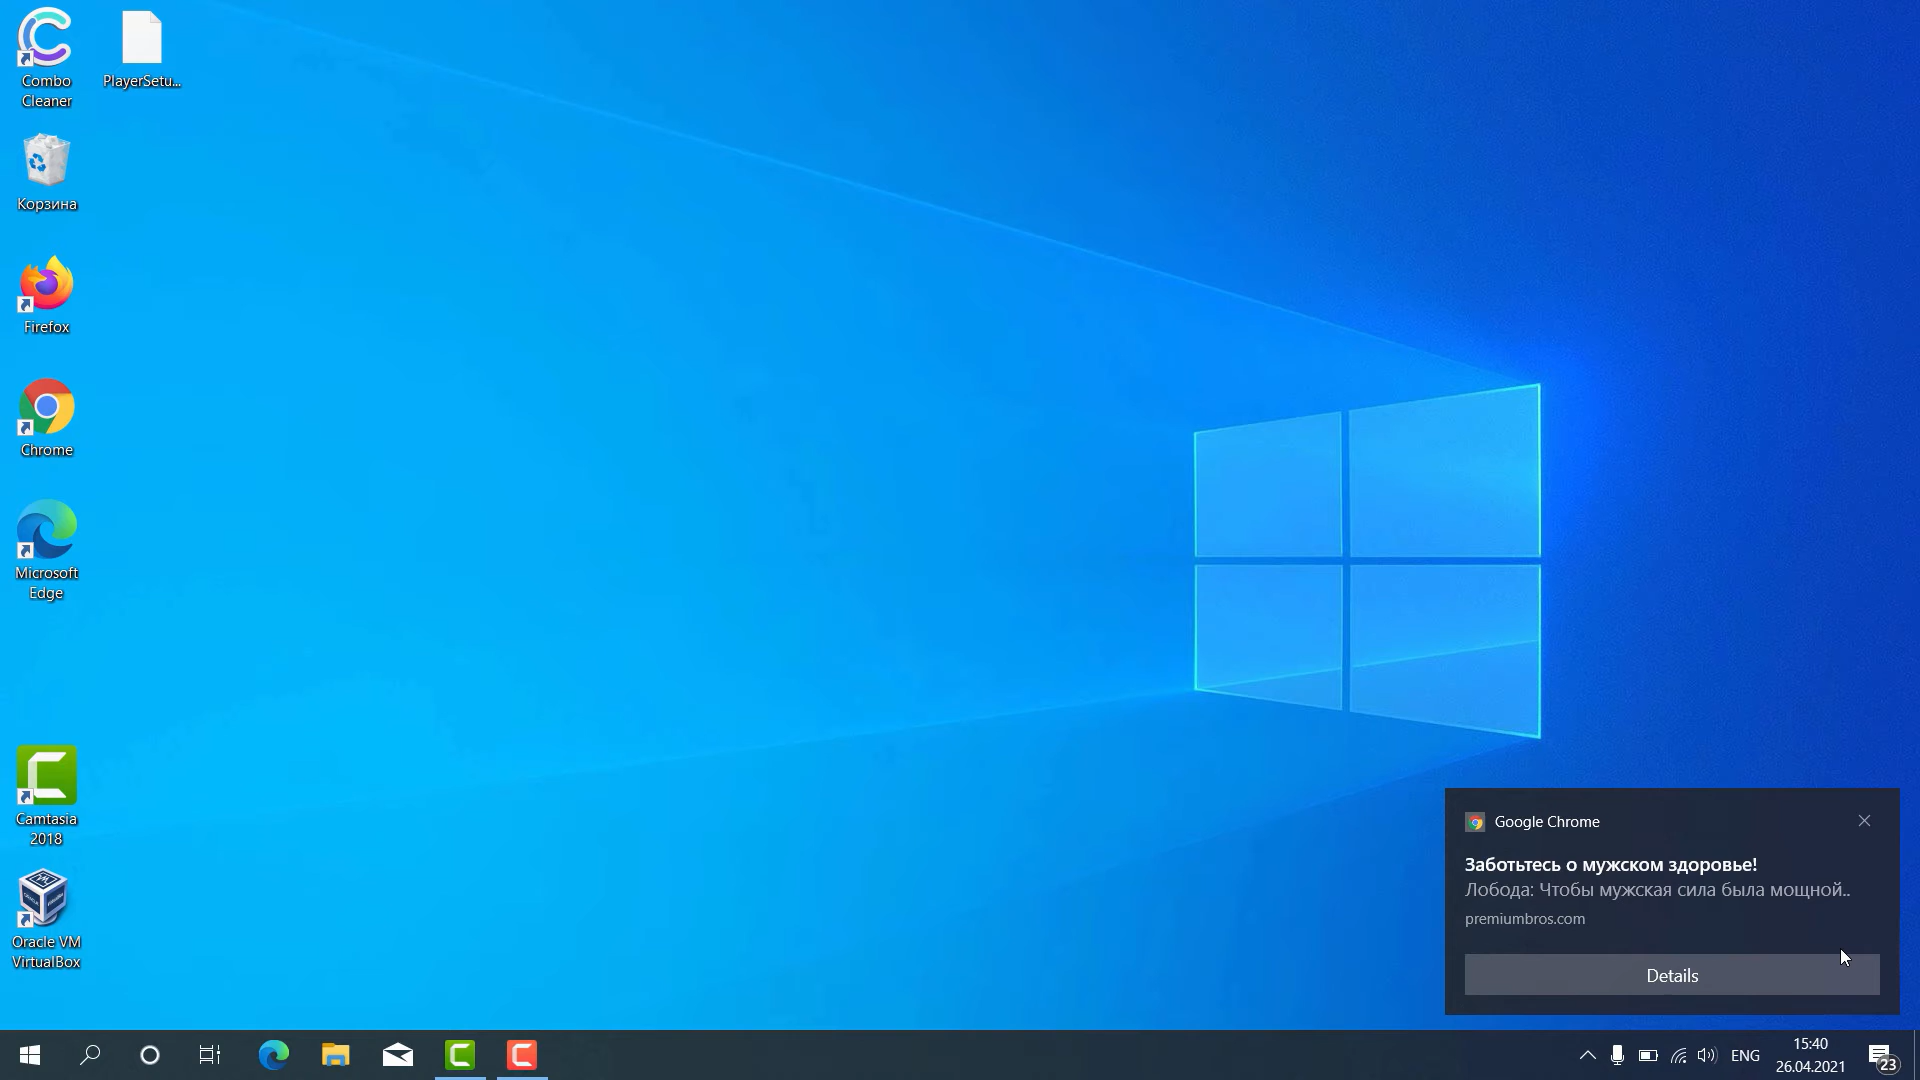 Combo
Cleaner
PlayerSetu...
Корзина
Firefox
Chrome
Microsoft
Edge
Camtasia
2018
Oracle VM
VirtualBox
Google Chrome
Заботьтесь о мужском здоровье!
Лобода: Чтобы мужская сила была мощной..
premiumbros.com
Details
ENG
15:40
26.04.2021
23